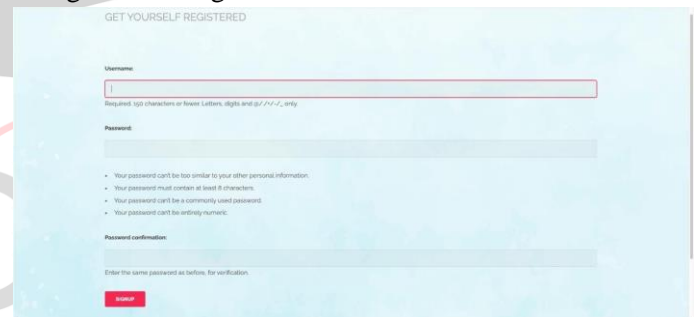 GET YOURSELF REGISTERED
Username:
Required. 150 characters or fewer. Letters, digits and @/./+/-/_ only.
Password:
• Your password can't be too similar to your other personal information.
• Your password must contain at least 8 characters.
• Your password can't be a commonly used password.
• Your password can't be entirely numeric.
Password confirmation:
Enter the same password as before, for verification.
SIGNUP